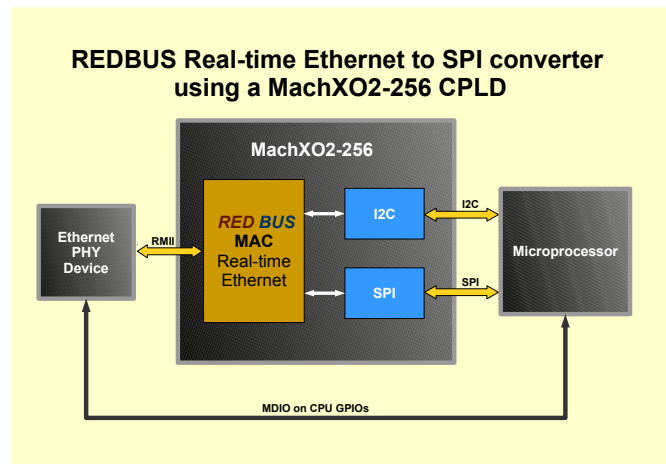 REDBUS Real-time Ethernet to SPI converter
using a MachXO2-256 CPLD
MachXO2-256
Ethernet
PHY
Device
RMII
RED BUS
MAC
Real-time
Ethernet
I2C
SPI
I2C
SPI
Microprocessor
MDIO on CPU GPIOs